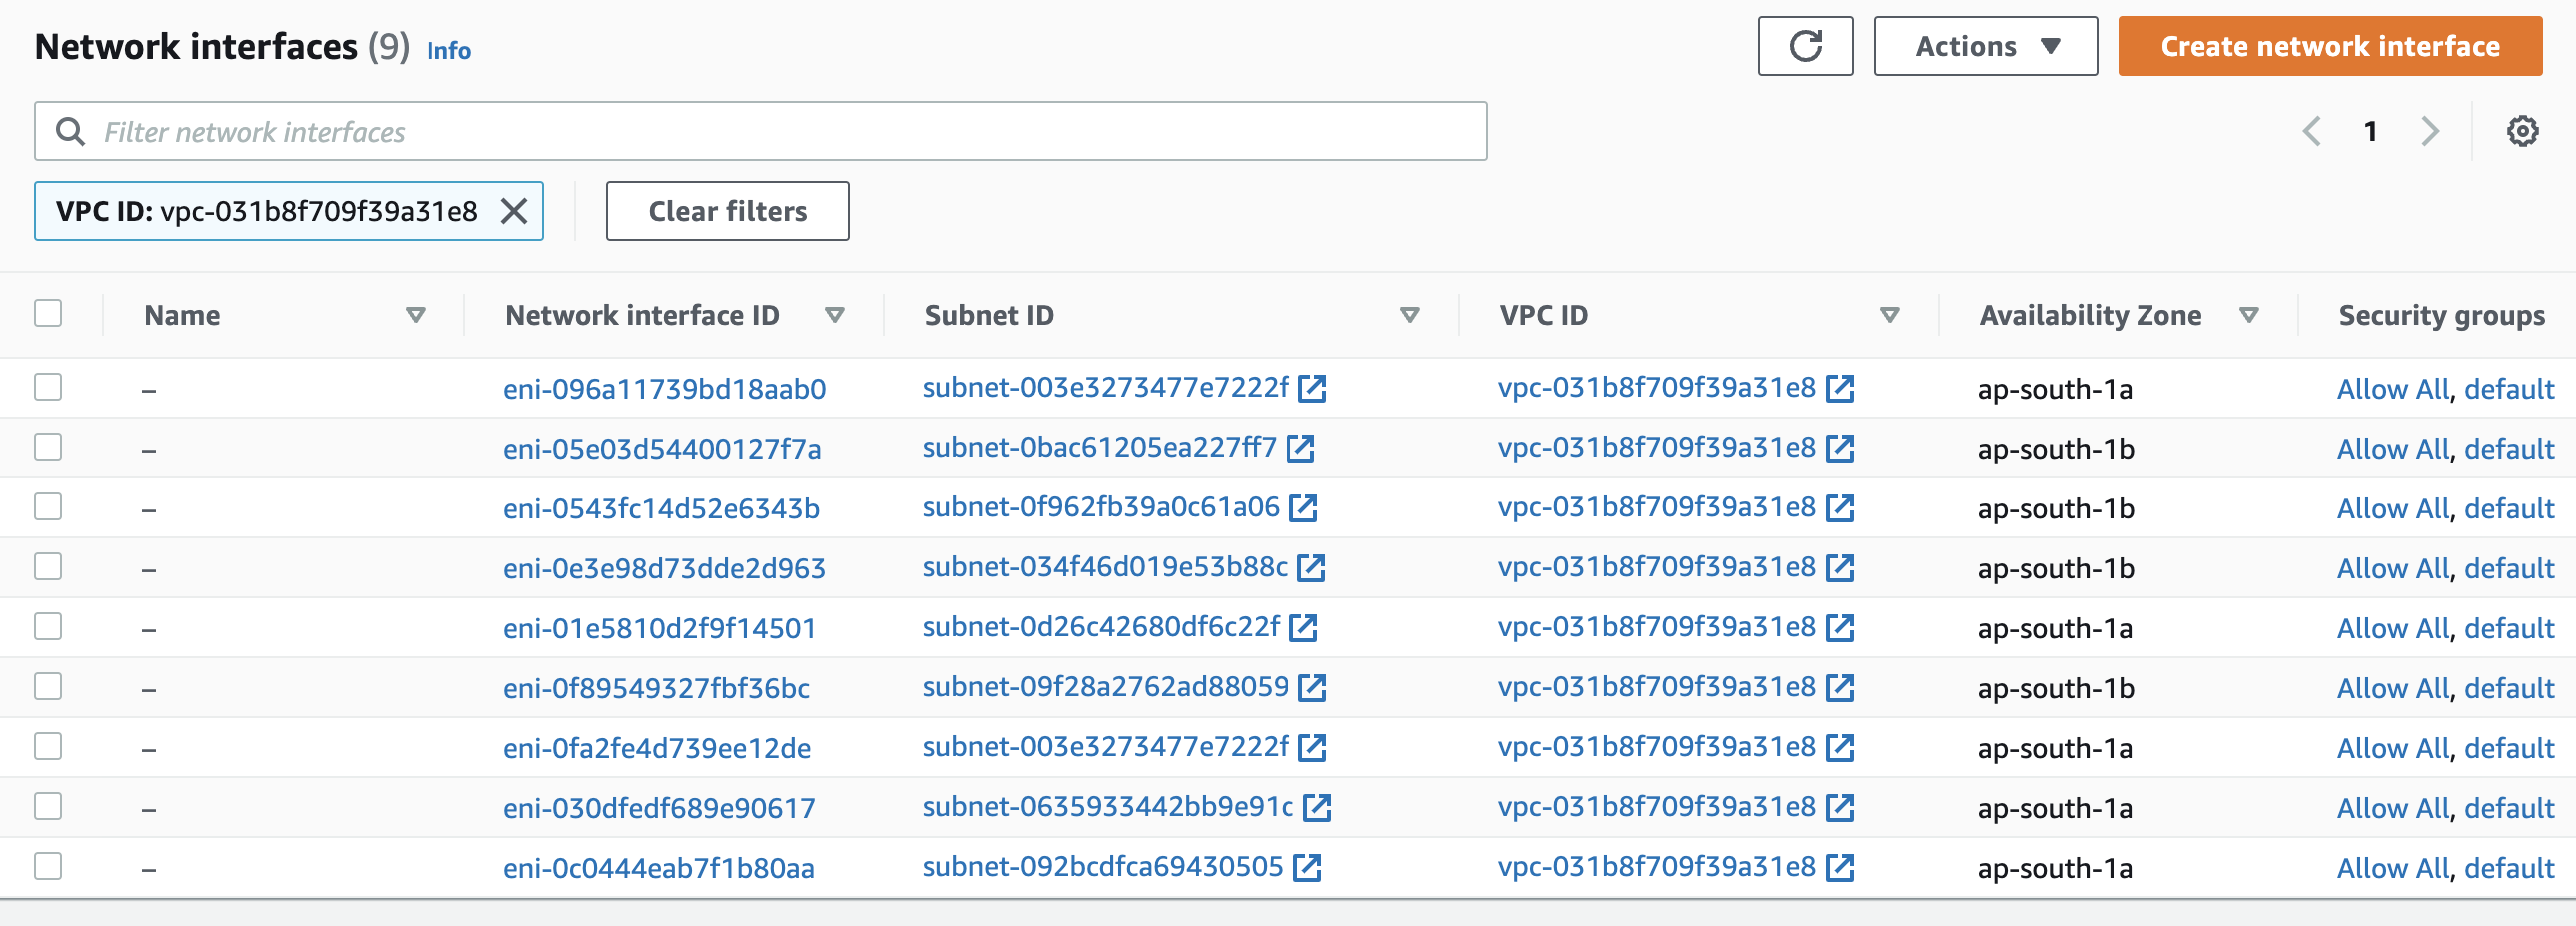 Network interfaces (9) Info
Actions
Create network interface
Filter network interfaces
1
VPC ID: vpc-031b8f709f39a31e8
Clear filters
Name Network interface ID Subnet ID VPC ID Availability Zone Security groups
– eni-096a11739bd18aab0 subnet-003e3273477e7222f vpc-031b8f709f39a31e8 ap-south-1a Allow All, default
– eni-05e03d54400127f7a subnet-0bac61205ea227ff7 vpc-031b8f709f39a31e8 ap-south-1b Allow All, default
– eni-0543fc14d52e6343b subnet-0f962fb39a0c61a06 vpc-031b8f709f39a31e8 ap-south-1b Allow All, default
– eni-0e3e98d73dde2d963 subnet-034f46d019e53b88c vpc-031b8f709f39a31e8 ap-south-1b Allow All, default
– eni-01e5810d2f9f14501 subnet-0d26c42680df6c22f vpc-031b8f709f39a31e8 ap-south-1a Allow All, default
– eni-0f89549327fbf36bc subnet-09f28a2762ad88059 vpc-031b8f709f39a31e8 ap-south-1b Allow All, default
– eni-0fa2fe4d739ee12de subnet-003e3273477e7222f vpc-031b8f709f39a31e8 ap-south-1a Allow All, default
– eni-030dfedf689e90617 subnet-0635933442bb9e91c vpc-031b8f709f39a31e8 ap-south-1a Allow All, default
– eni-0c0444eab7f1b80aa subnet-092bcdfca69430505 vpc-031b8f709f39a31e8 ap-south-1a Allow All, default